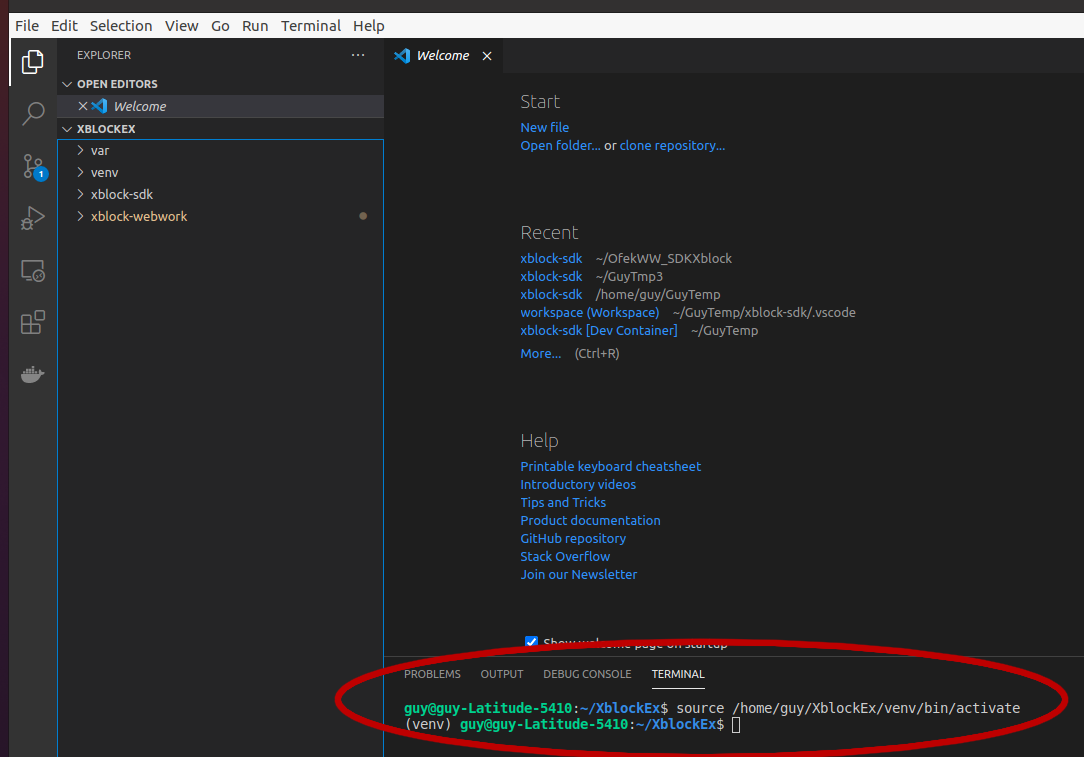 File Edit Selection View Go Run Terminal Help
EXPLORER ...
Welcome
OPEN EDITORS
Welcome
XBLOCKEX
var
venv
xblock-sdk
xblock-webwork
1
Start
New file
Open folder... or clone repository...
Recent
xblock-sdk ~/OfekWW_SDKXblock
xblock-sdk ~/GuyTmp3
xblock-sdk /home/guy/GuyTemp
workspace (Workspace) ~/GuyTemp/xblock-sdk/.vscode
xblock-sdk [Dev Container] ~/GuyTemp
More... (Ctrl+R)
Help
Printable keyboard cheatsheet
Introductory videos
Tips and Tricks
Product documentation
GitHub repository
Stack Overflow
Join our Newsletter
Show welcome page on startup
PROBLEMS OUTPUT DEBUG CONSOLE TERMINAL
guy@guy-Latitude-5410:~/XblockEx$ source /home/guy/XblockEx/venv/bin/activate
(venv) guy@guy-Latitude-5410:~/XblockEx$